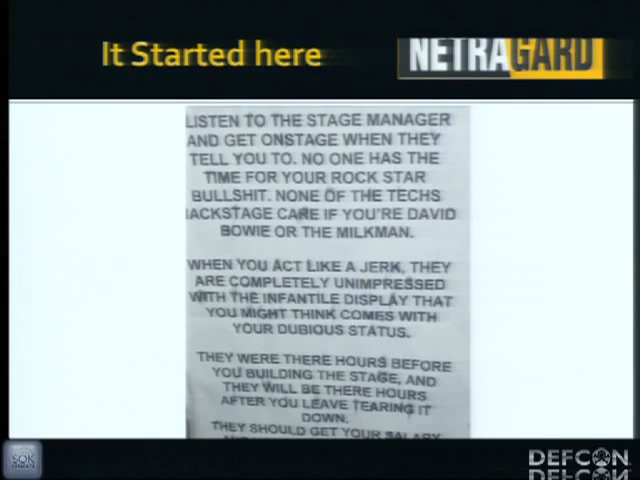 It Started here
NETRAGARD
LISTEN TO THE STAGE MANAGER
AND GET ONSTAGE WHEN THEY
TELL YOU TO. NO ONE HAS THE
TIME FOR YOUR ROCK STAR
BULLSHIT. NONE OF THE TECHS
BACKSTAGE CARE IF YOU'RE DAVID
BOWIE OR THE MILKMAN.
WHEN YOU ACT LIKE A JERK, THEY
ARE COMPLETELY UNIMPRESSED
WITH THE INFANTILE DISPLAY THAT
YOU MIGHT THINK COMES WITH
YOUR DUBIOUS STATUS.
THEY WERE THERE HOURS BEFORE
YOU BUILDING THE STAGE, AND
THEY WILL BE THERE HOURS
AFTER YOU LEAVE TEARING IT
DOWN.
THEY SHOULD GET YOUR SALARY
SOK
DEFCON